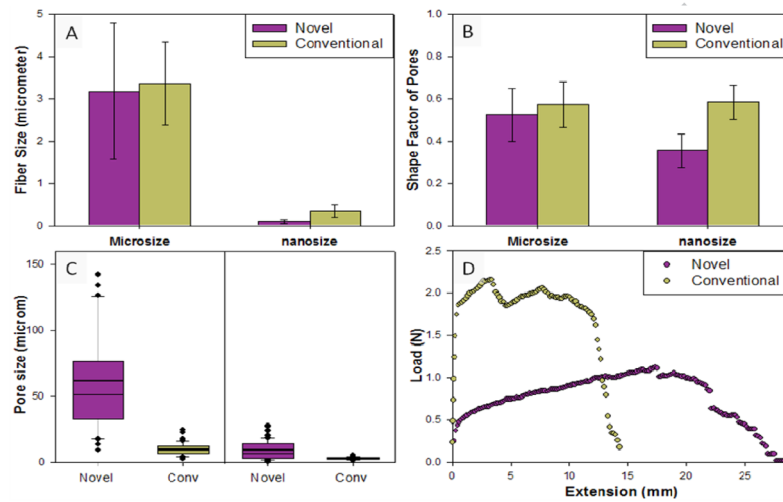 A
Novel
Conventional
Fiber Size (micrometer)
5
4
3
2
1
0
Microsize
nanosize
B
Novel
Conventional
Shape Factor of Pores
1.0
0.8
0.6
0.4
0.2
0.0
Microsize
nanosize
C
Pore size (microm)
150
100
50
0
Novel
Conv
Novel
Conv
D
Novel
Conventional
Load (N)
2.5
2.0
1.5
1.0
0.5
0.0
0
5
10
15
20
25
Extension (mm)